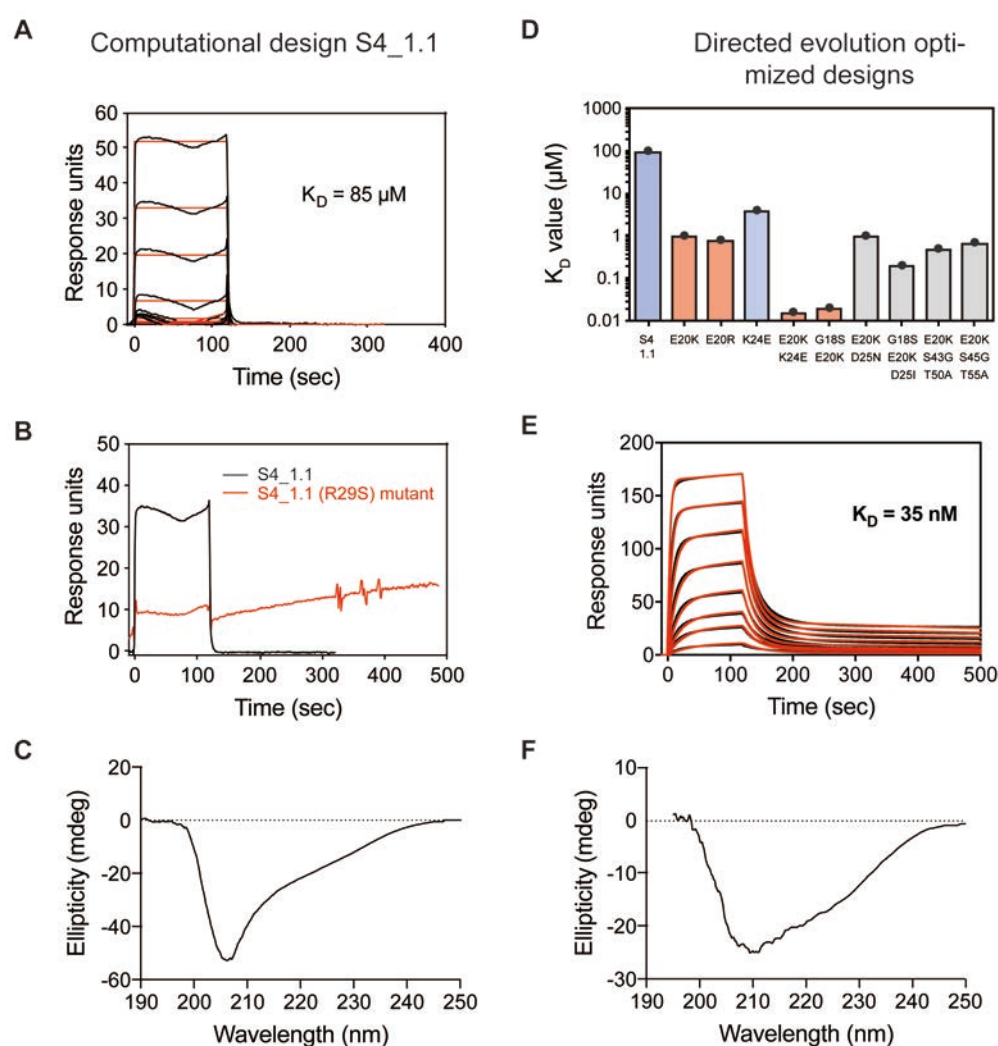 A
Computational design S4_1.1
60
50
40
30
20
10
0
Response units
K_D = 85 µM
0 100 200 300 400
Time (sec)
B
50
40
30
20
10
0
Response units
S4_1.1
S4_1.1 (R29S) mutant
0 100 200 300 400 500
Time (sec)
C
20
0
-20
-40
-60
Ellipticity (mdeg)
190 200 210 220 230 240 250
Wavelength (nm)
D
Directed evolution opti-
mized designs
1000
100
10
1
0.1
0.01
K_D value (µM)
S4 E20K E20R K24E E20K G18S E20K G18S E20K E20K
1.1 K24E E20K D25N E20K S43G S45G
D25I T50A T55A
E
200
150
100
50
0
Response units
K_D = 35 nM
0 100 200 300 400 500
Time (sec)
F
10
0
-10
-20
-30
Ellipticity (mdeg)
190 200 210 220 230 240 250
Wavelength (nm)